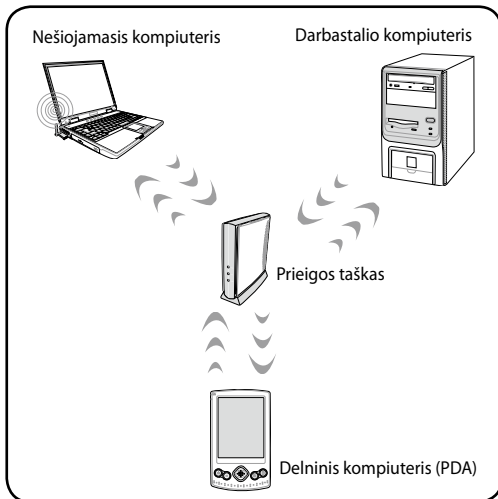 Nešiojamasis kompiuteris
Darbastalio kompiuteris
Prieigos taškas
Delninis kompiuteris (PDA)